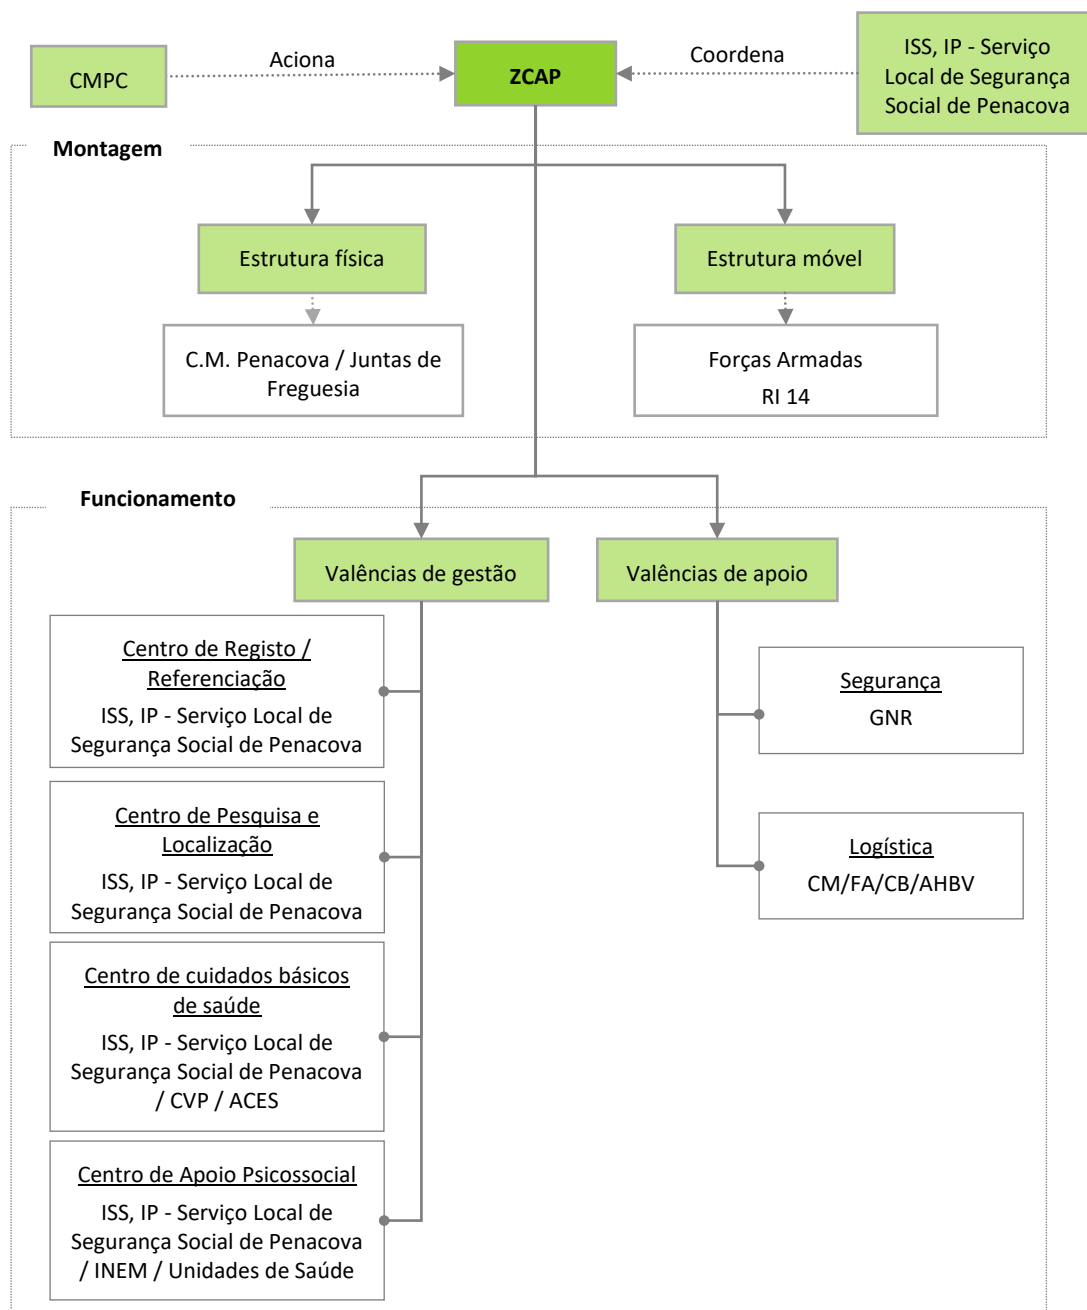 CMPC
Aciona
ZCAP
Coordena
ISS, IP - Serviço
Local de Segurança
Social de Penacova
Montagem
Estrutura física
Estrutura móvel
C.M. Penacova / Juntas de
Freguesia
Forças Armadas
RI 14
Funcionamento
Valências de gestão
Valências de apoio
Centro de Registo /
Referenciação
ISS, IP - Serviço Local de
Segurança Social de Penacova
Centro de Pesquisa e
Localização
ISS, IP - Serviço Local de
Segurança Social de Penacova
Centro de cuidados básicos
de saúde
ISS, IP - Serviço Local de
Segurança Social de Penacova
/ CVP / ACES
Centro de Apoio Psicossocial
ISS, IP - Serviço Local de
Segurança Social de Penacova
/ INEM / Unidades de Saúde
Segurança
GNR
Logística
CM/FA/CB/AHBV